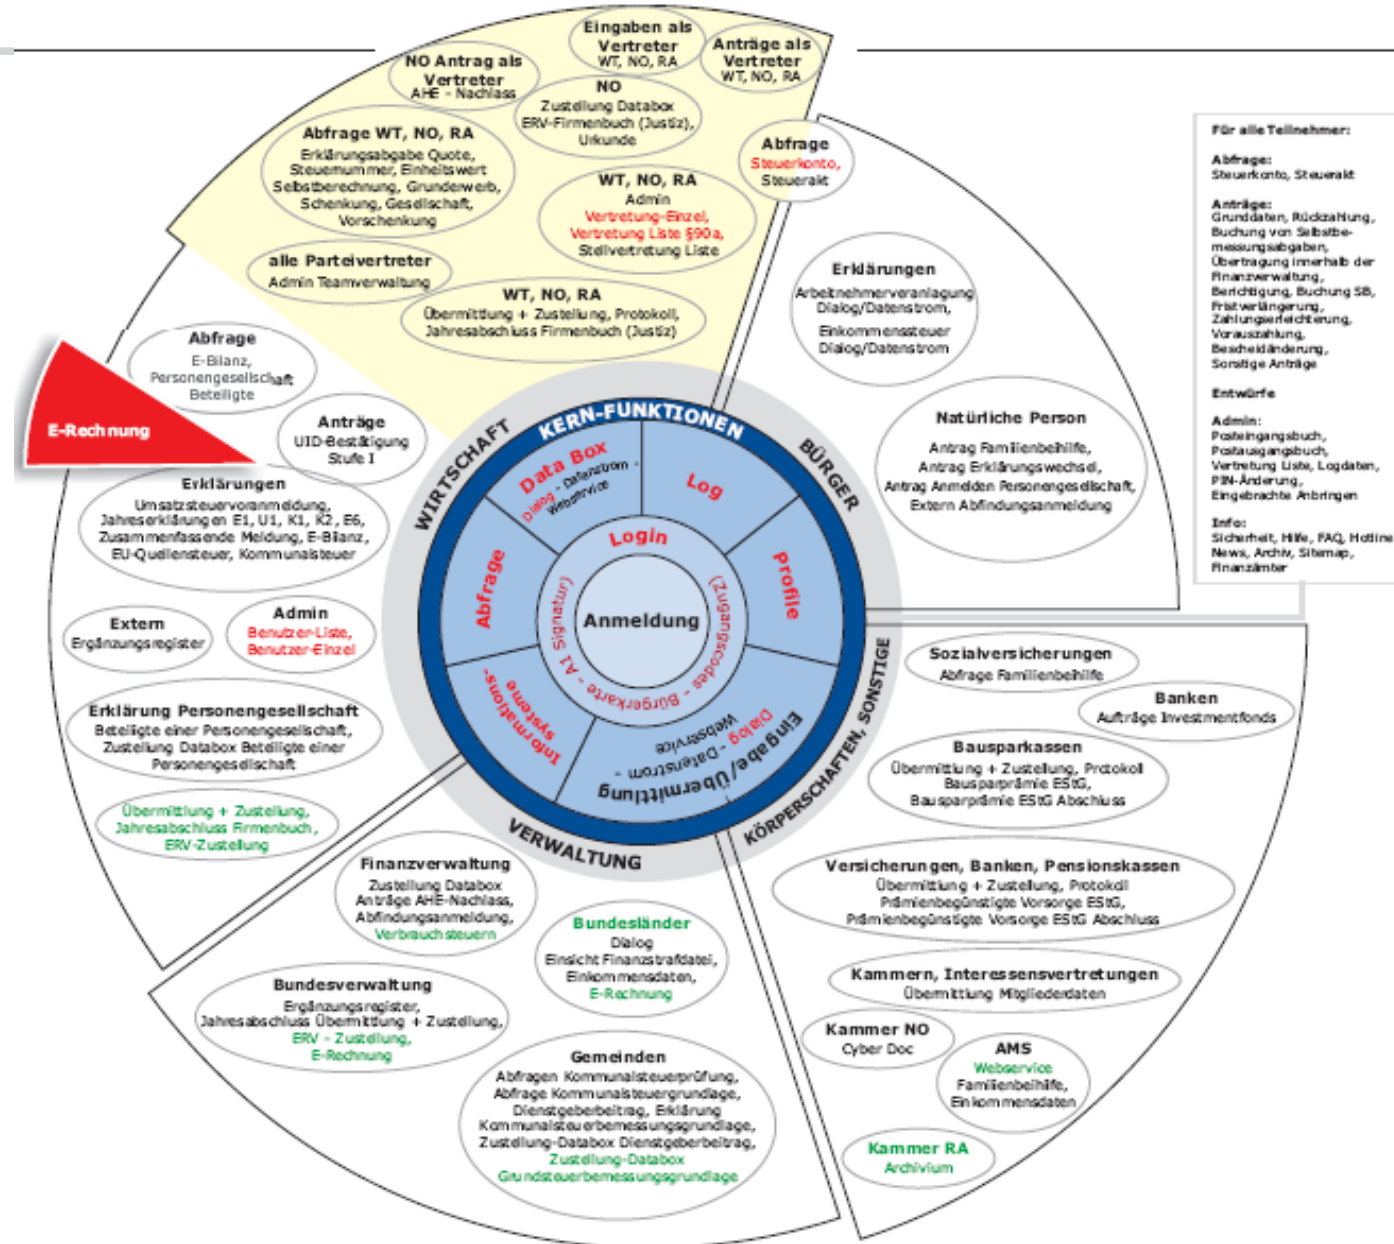 Eingaben als
Vertreter
WT, NO, RA
Anträge als
Vertreter
WT, NO, RA
NO Antrag als
Vertreter
AHE - Nachlass
NO
Zustellung Databox
ERV-Firmenbuch (Justiz),
Urkunde
Abfrage WT, NO, RA
Erklärungsabgabe Quote,
Steuernummer, Einheitswert
Selbstberechnung, Grunderwerb,
Schenkung, Gesellschaft,
Vorschenkung
WT, NO, RA
Admin
Vertretung-Einzel,
Vertretung Liste §90a,
Stellvertretung Liste
Abfrage
Steuerkonto,
Steuerakt
alle Parteivertreter
Admin Teamverwaltung
WT, NO, RA
Übermittlung + Zustellung, Protokoll,
Jahresabschluss Firmenbuch (Justiz)
Erklärungen
Arbeitnehmerveranlagung
Dialog/Datenstrom,
Einkommenssteuer
Dialog/Datenstrom
Natürliche Person
Antrag Familienbeihilfe,
Antrag Erklärungswechsel,
Antrag Anmelden Personengesellschaft,
Extern Abfindungsanmeldung
Für alle Teilnehmer:
Abfrage:
Steuerkonto, Steuerakt
Anträge:
Grunddaten, Rückzahlung,
Buchung von Selbstbe-
messungsabgaben,
Übertragung innerhalb der
Finanzverwaltung,
Berichtigung, Buchung SB,
Fristverlängerung,
Zahlungserleichterung,
Vorauszahlung,
Bescheidänderung,
Sonstige Anträge
Entwürfe
Admin:
Posteingangsbuch,
Postausgangsbuch,
Vertretung Liste, Logdaten,
PIN-Änderung,
Eingebrachte Anbringen
Info:
Sicherheit, Hilfe, FAQ, Hotline
News, Archiv, Sitemap,
Finanzämter
Abfrage
E-Bilanz,
Personengesellschaft
Beteiligte
E-Rechnung
Anträge
UID-Bestätigung
Stufe I
Erklärungen
Umsatzsteuervoranmeldung,
Jahreserklärungen E1, U1, K1, K2, E6,
Zusammenfassende Meldung, E-Bilanz,
EU-Quellensteuer, Kommunalsteuer
Extern
Ergänzungsregister
Admin
Benutzer-Liste,
Benutzer-Einzel
Erklärung Personengesellschaft
Beteiligte einer Personengesellschaft,
Zustellung Databox Beteiligte einer
Personengesellschaft
Übermittlung + Zustellung,
Jahresabschluss Firmenbuch,
ERV-Zustellung
WIRTSCHAFT
BÜRGER
KÖRPERSCHAFTEN, SONSTIGE
VERWALTUNG
KERN-FUNKTIONEN
Data Box
Dialog - Datenstrom -
Webservice
Log
Profile
Eingabe/Übermittlung
Dialog - Datenstrom -
Webservice
Informations-
systeme
Abfrage
Login
(Zugangscodes - Bürgerkarte - A1 Signatur)
Anmeldung
Finanzverwaltung
Zustellung Databox
Anträge AHE-Nachlass,
Abfindungsanmeldung,
Verbrauchsteuern
Bundesländer
Dialog
Einsicht Finanzstrafdatei,
Einkommensdaten,
E-Rechnung
Bundesverwaltung
Ergänzungsregister,
Jahresabschluss Übermittlung + Zustellung,
ERV - Zustellung,
E-Rechnung
Gemeinden
Abfragen Kommunalsteuerprüfung,
Abfrage Kommunalsteuergrundlage,
Dienstgeberbeitrag, Erklärung
Kommunalsteuerbemessungsgrundlage,
Zustellung-Databox Dienstgeberbeitrag,
Zustellung-Databox
Grundsteuerbemessungsgrundlage
Sozialversicherungen
Abfrage Familienbeihilfe
Banken
Aufträge Investmentfonds
Bausparkassen
Übermittlung + Zustellung, Protokoll
Bausparprämie EStG,
Bausparprämie EStG Abschluss
Versicherungen, Banken, Pensionskassen
Übermittlung + Zustellung, Protokoll
Prämienbegünstigte Vorsorge EStG,
Prämienbegünstigte Vorsorge EStG Abschluss
Kammern, Interessensvertretungen
Übermittlung Mitgliederdaten
Kammer NO
Cyber Doc
AMS
Webservice
Familienbeihilfe,
Einkommensdaten
Kammer RA
Archivium